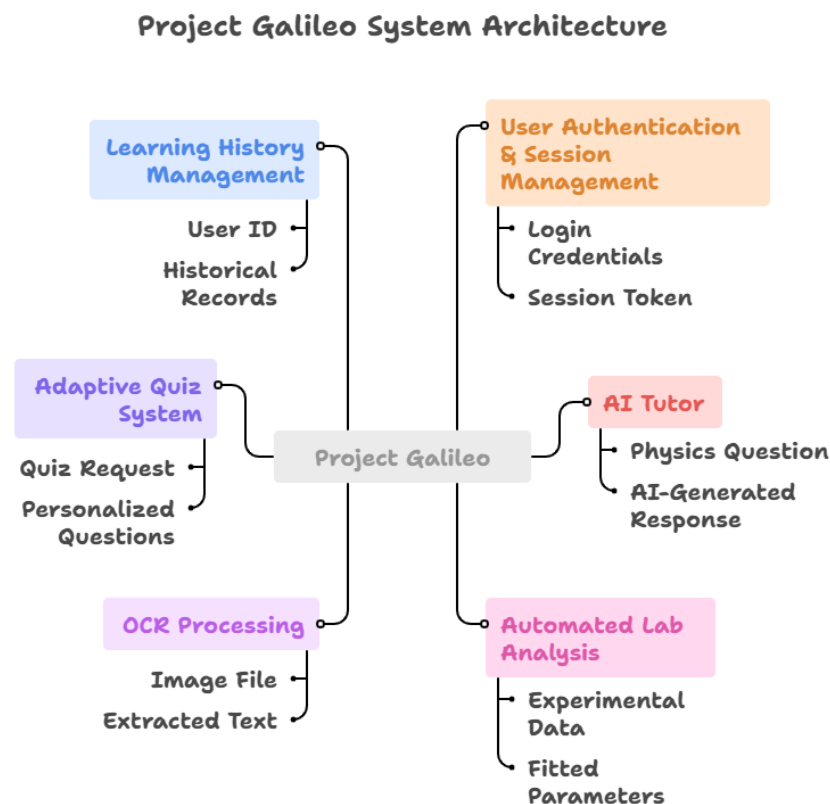 Project Galileo System Architecture
Learning History
Management
User ID
Historical
Records
User Authentication
& Session
Management
Login
Credentials
Session Token
Adaptive Quiz
System
Quiz Request
Personalized
Questions
Project Galileo
AI Tutor
Physics Question
AI-Generated
Response
OCR Processing
Image File
Extracted Text
Automated Lab
Analysis
Experimental
Data
Fitted
Parameters